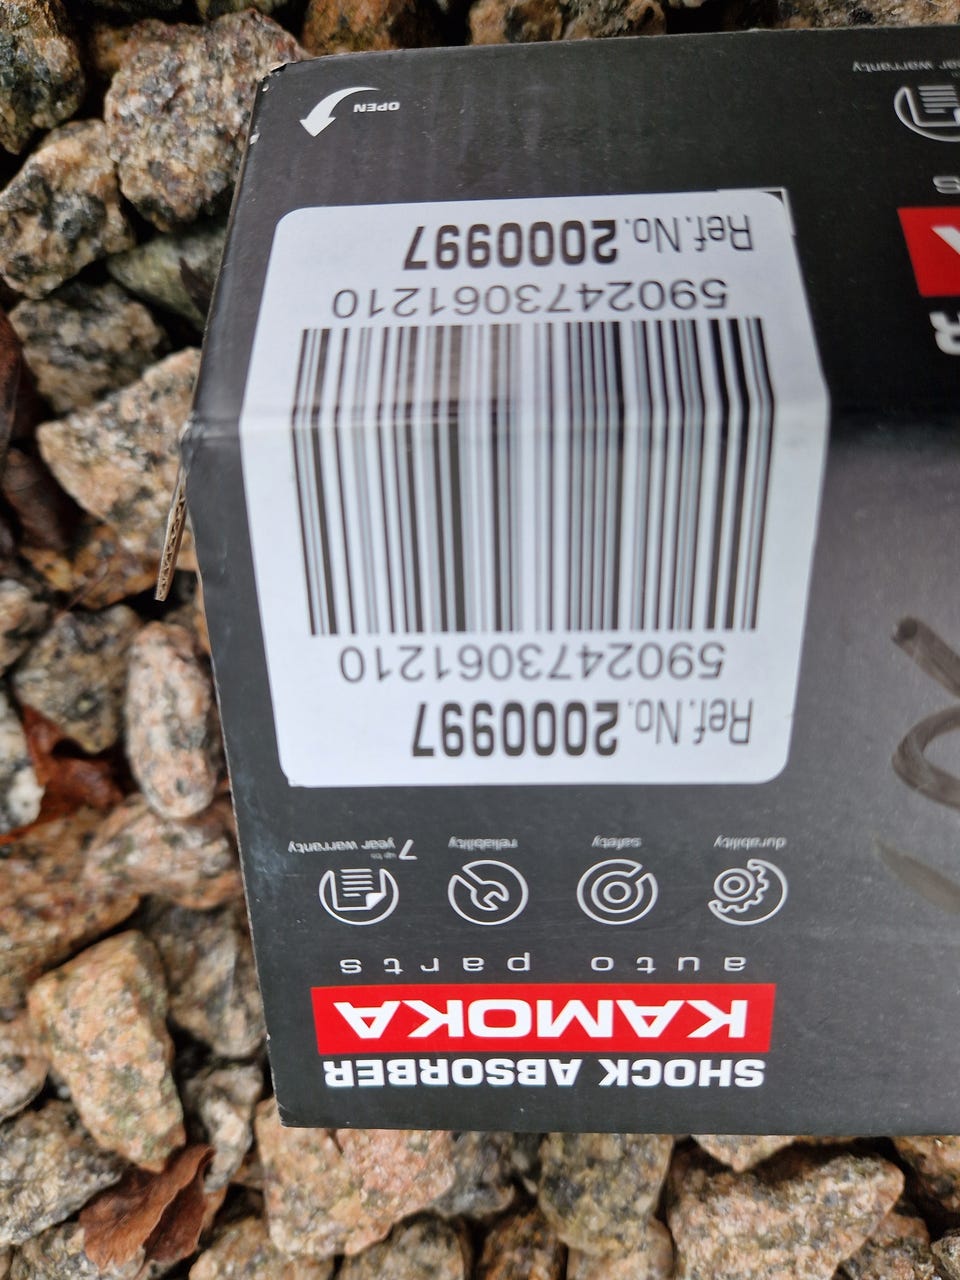 SHOCK ABSORBER
KAMOKA
auto parts
durability
safety
reliability
up to
7 year warranty
Ref.No.2000997
5902473061210
5902473061210
Ref.No.2000997
OPEN
warranty